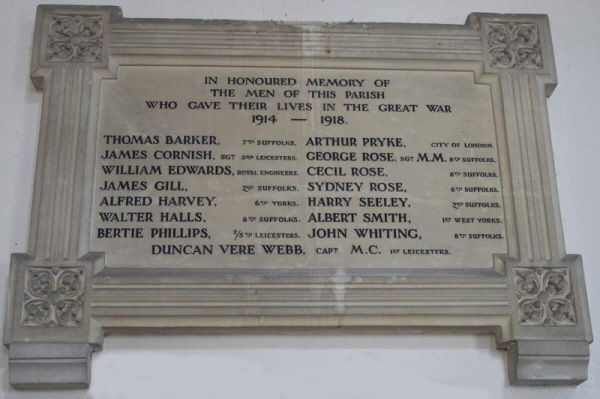 IN HONOURED MEMORY OF
THE MEN OF THIS PARISH
WHO GAVE THEIR LIVES IN THE GREAT WAR
1914 — 1918.
THOMAS BARKER, 7TH SUFFOLKS. ARTHUR PRYKE, CITY OF LONDON.
JAMES CORNISH, SGT 3RD LEICESTERS. GEORGE ROSE, SGT M.M. 8TH SUFFOLKS.
WILLIAM EDWARDS, ROYAL ENGINEERS. CECIL ROSE, 8TH SUFFOLKS.
JAMES GILL, 2ND SUFFOLKS. SYDNEY ROSE, 8TH SUFFOLKS.
ALFRED HARVEY, 6TH YORKS. HARRY SEELEY, 2ND SUFFOLKS.
WALTER HALLS, 8TH SUFFOLKS. ALBERT SMITH, 1ST WEST YORKS.
BERTIE PHILLIPS, 2/5TH LEICESTERS. JOHN WHITING, 8TH SUFFOLKS.
DUNCAN VERE WEBB, CAPT M.C. 1ST LEICESTERS.